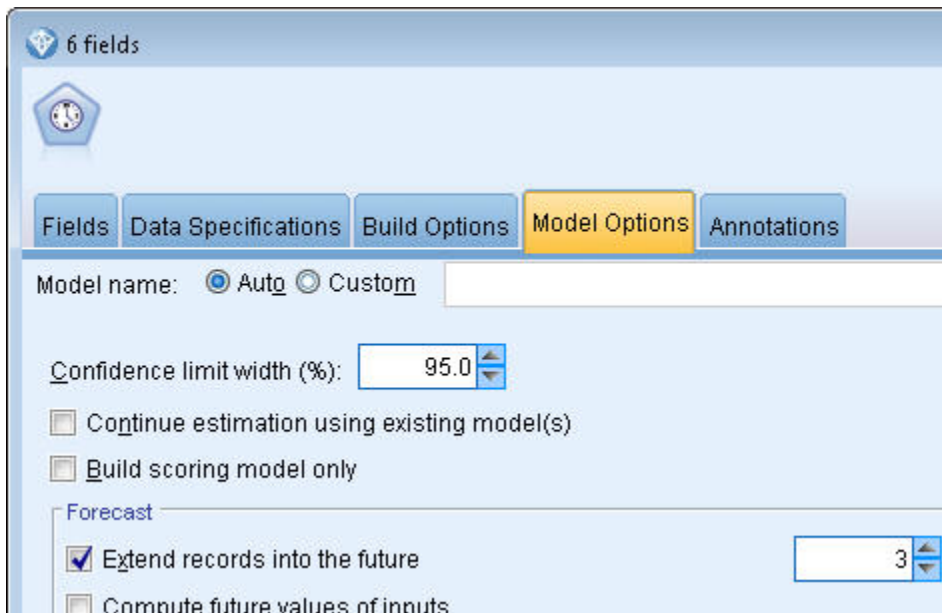 6 fields
Fields Data Specifications Build Options Model Options Annotations
Model name: Auto Custom
Confidence limit width (%): 95.0
Continue estimation using existing model(s)
Build scoring model only
Forecast
Extend records into the future 3
Compute future values of inputs